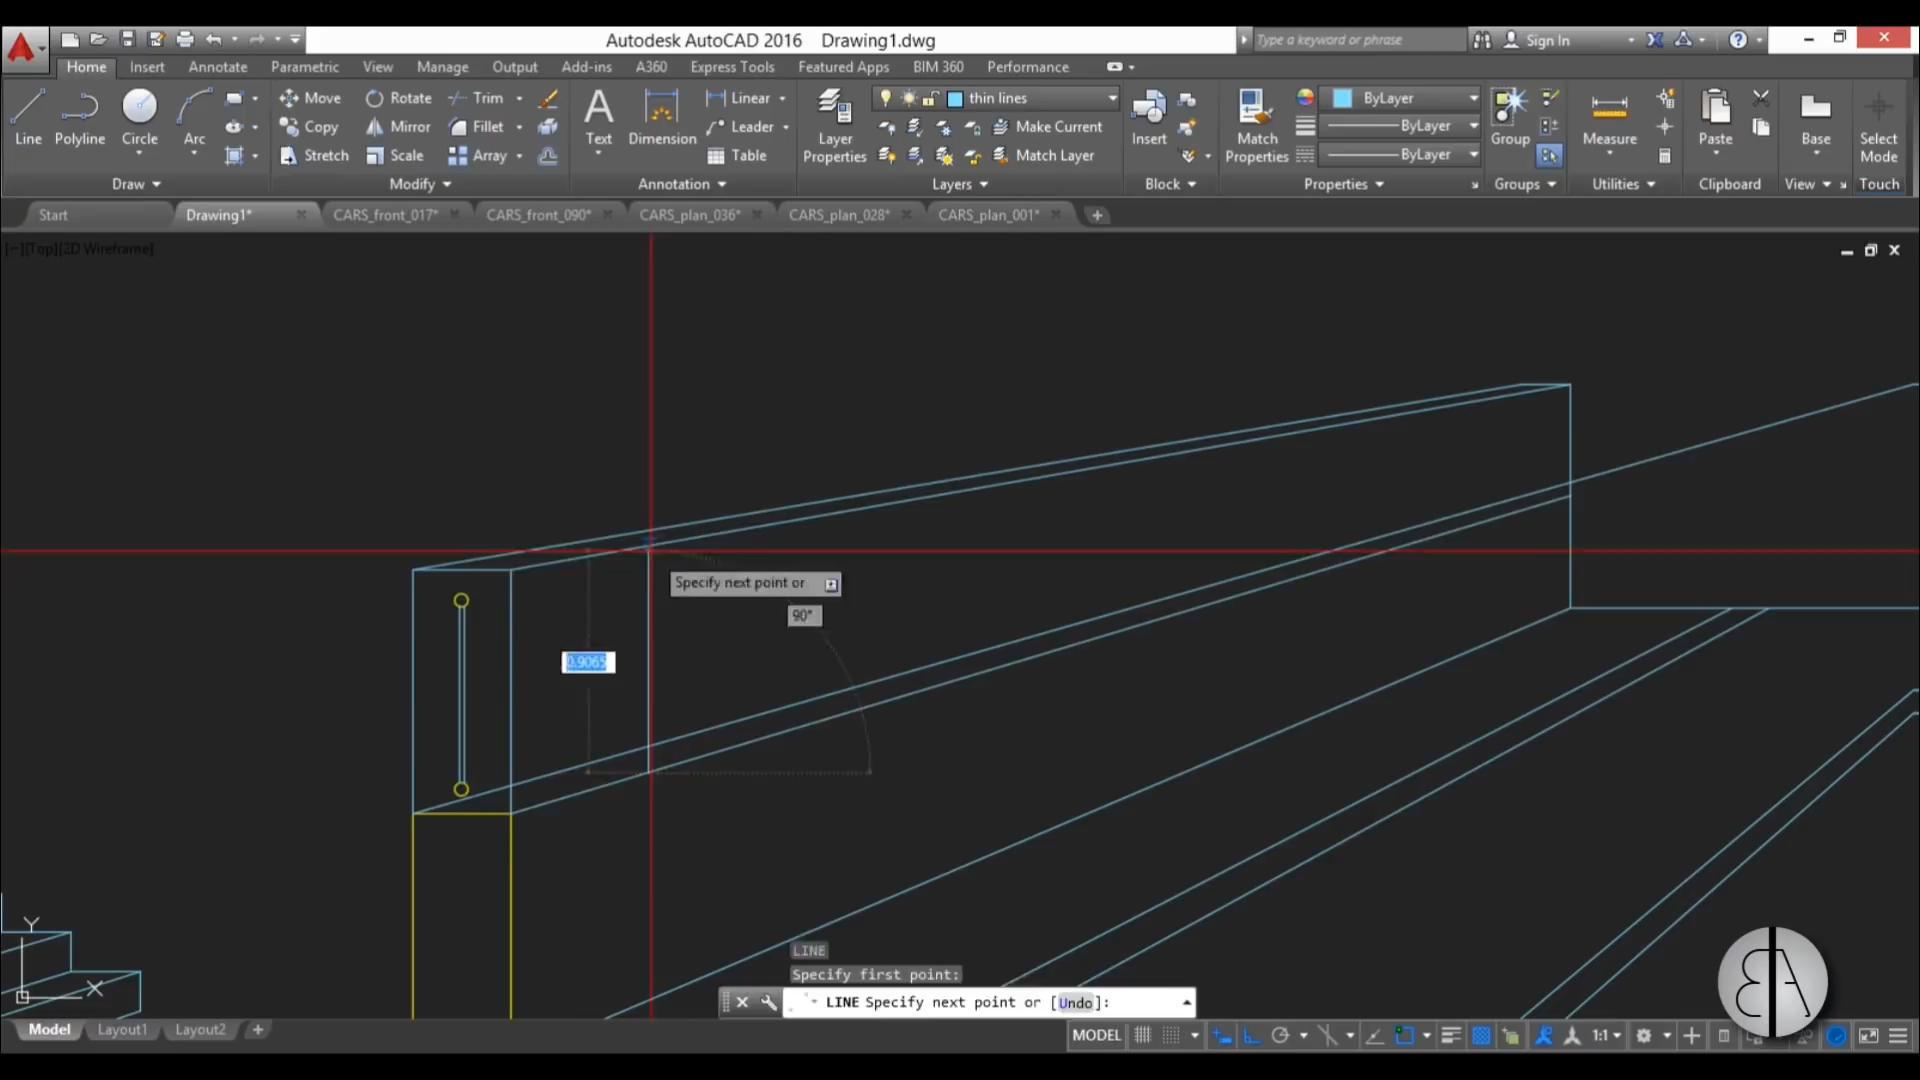 Autodesk AutoCAD 2016 Drawing1.dwg
Type a keyword or phrase
Sign In
Home Insert Annotate Parametric View Manage Output Add-ins A360 Express Tools Featured Apps BIM 360 Performance
Line Polyline Circle Arc
Move Rotate Trim
Copy Mirror Fillet
Stretch Scale Array
Text Dimension
Linear
Leader
Table
Layer Properties
thin lines
Make Current
Match Layer
Insert
Match Properties
ByLayer
ByLayer
ByLayer
Group Measure Paste Base Select Mode
Draw Modify Annotation Layers Block Properties Groups Utilities Clipboard View Touch
Start Drawing1* CARS_front_017* CARS_front_090* CARS_plan_036* CARS_plan_028* CARS_plan_001*
[−][Top][2D Wireframe]
Specify next point or
90°
0.9065
Y
X
LINE
Specify first point:
LINE Specify next point or [Undo]:
Model Layout1 Layout2
MODEL 1:1
BA